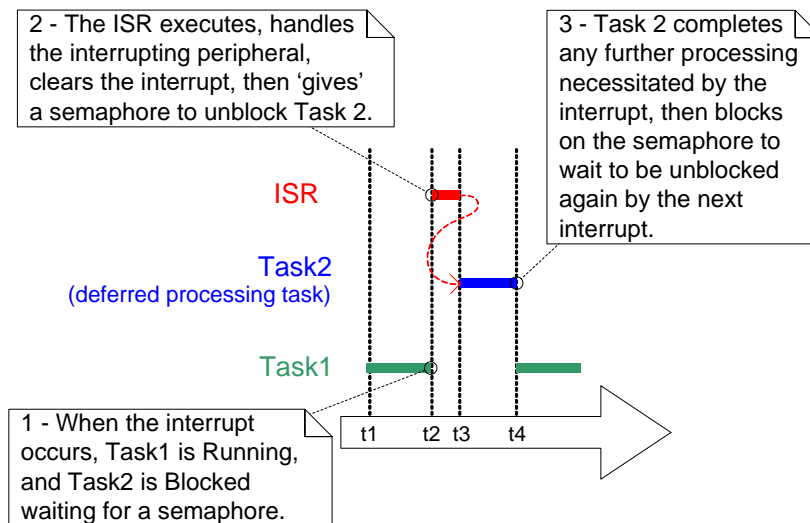 2 - The ISR executes, handles
the interrupting peripheral,
clears the interrupt, then ‘gives’
a semaphore to unblock Task 2.
3 - Task 2 completes
any further processing
necessitated by the
interrupt, then blocks
on the semaphore to
wait to be unblocked
again by the next
interrupt.
ISR
Task2
(deferred processing task)
Task1
1 - When the interrupt
occurs, Task1 is Running,
and Task2 is Blocked
waiting for a semaphore.
t1 t2 t3 t4